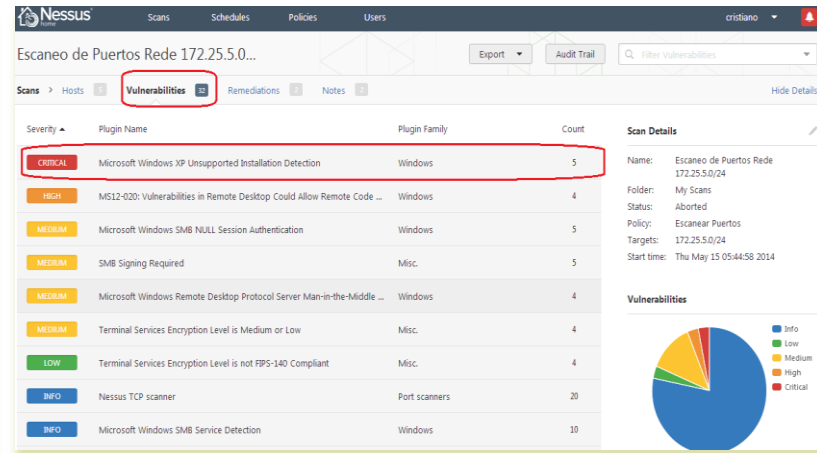 Nessus
home
Scans Schedules Policies Users cristiano
Escaneo de Puertos Rede 172.25.5.0... Export Audit Trail Filter Vulnerabilities
Scans > Hosts 5 Vulnerabilities 32 Remediations Notes 2 Hide Details
Severity Plugin Name Plugin Family Count
CRITICAL Microsoft Windows XP Unsupported Installation Detection Windows 5
HIGH MS12-020: Vulnerabilities in Remote Desktop Could Allow Remote Code ... Windows 4
MEDIUM Microsoft Windows SMB NULL Session Authentication Windows 5
MEDIUM SMB Signing Required Misc. 5
MEDIUM Microsoft Windows Remote Desktop Protocol Server Man-in-the-Middle ... Windows 4
MEDIUM Terminal Services Encryption Level is Medium or Low Misc. 4
LOW Terminal Services Encryption Level is not FIPS-140 Compliant Misc. 4
INFO Nessus TCP scanner Port scanners 20
INFO Microsoft Windows SMB Service Detection Windows 10
Scan Details
Name: Escaneo de Puertos Rede
172.25.5.0/24
Folder: My Scans
Status: Aborted
Policy: Escanear Puertos
Targets: 172.25.5.0/24
Start time: Thu May 15 05:44:58 2014
Vulnerabilities
Info
Low
Medium
High
Critical